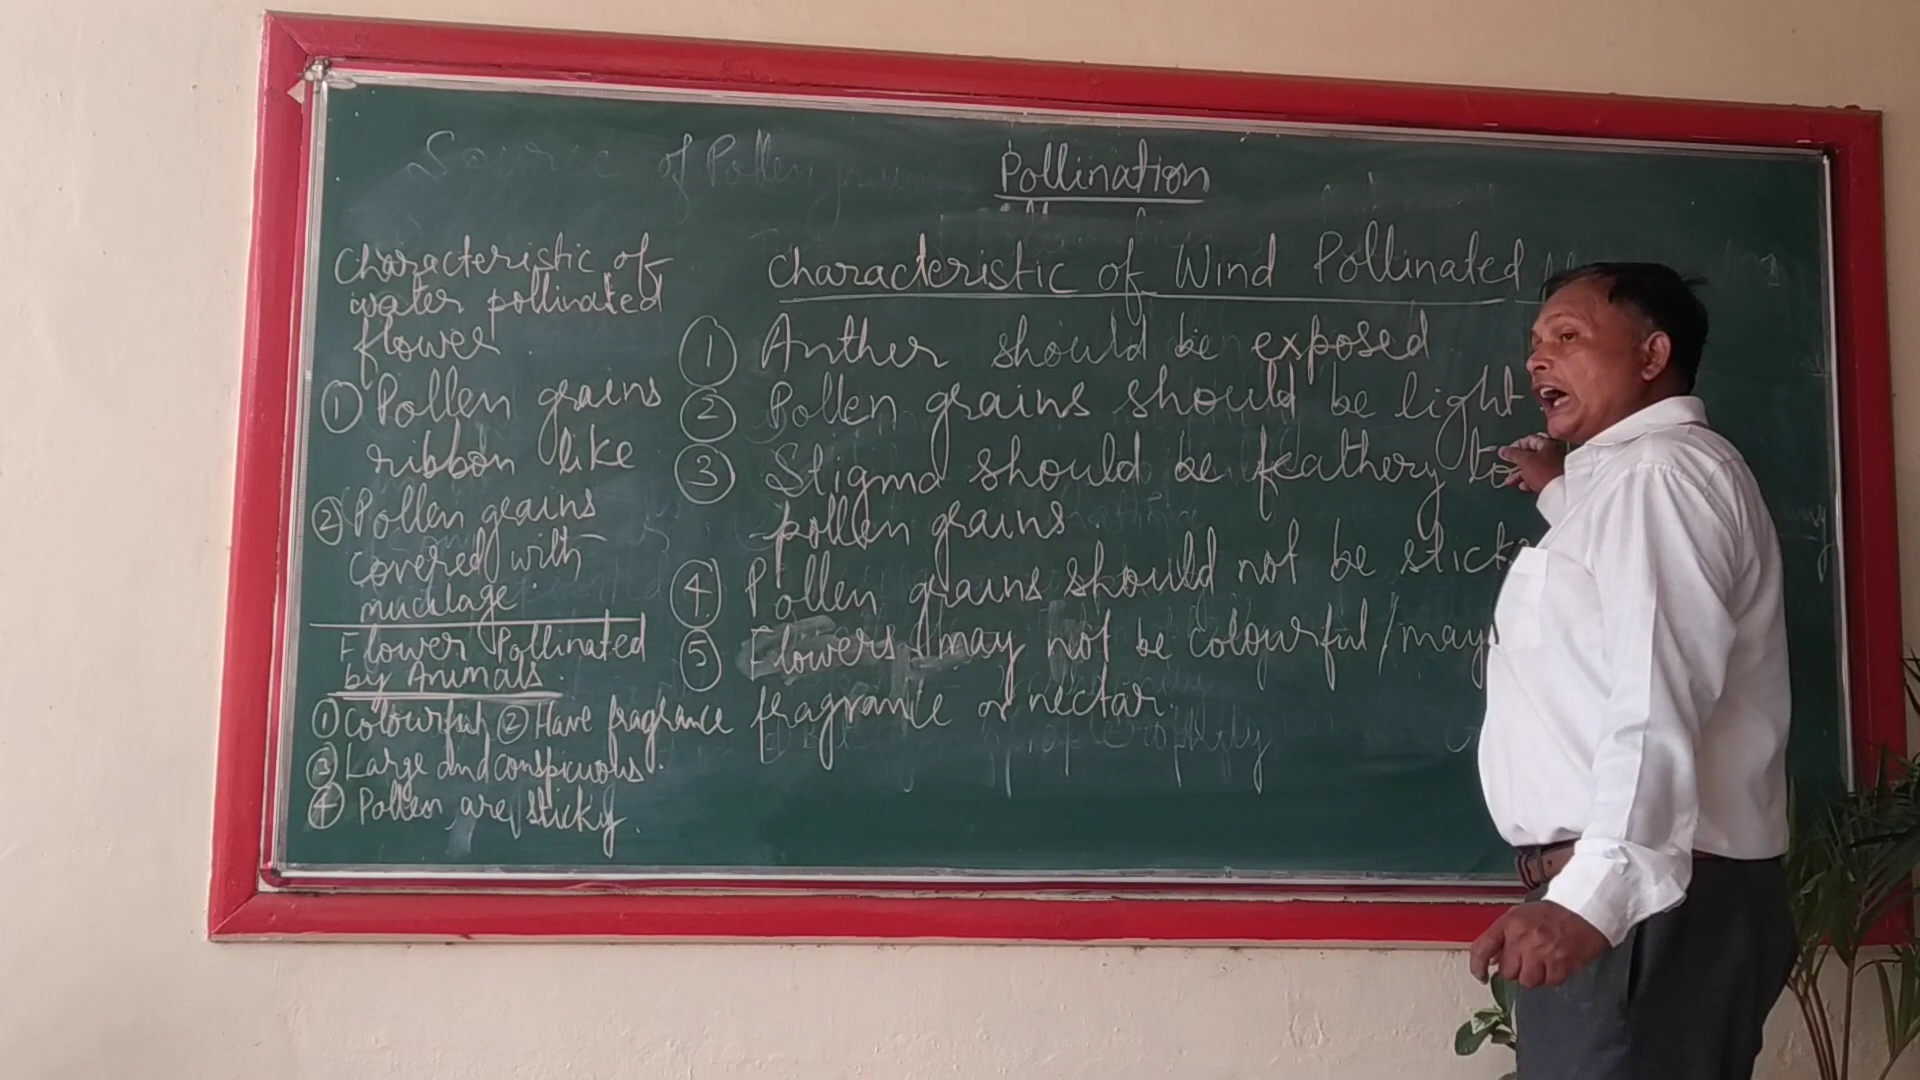 Pollination
Characteristic of
water pollinated
flower
① Pollen grains
ribbon like
② Pollen grains
covered with
mucilage.
Flower Pollinated
by Animals.
① Colourful ② Have fragrance
③ Large and conspicuous.
④ Pollen are sticky.
Characteristic of Wind Pollinated
① Anther should be exposed
② Pollen grains should be light
③ Stigma should be feathery to
pollen grains
④ Pollen grains should not be
⑤ Flowers may not be colourful/may
fragrance or nectar.
Source of Pollen